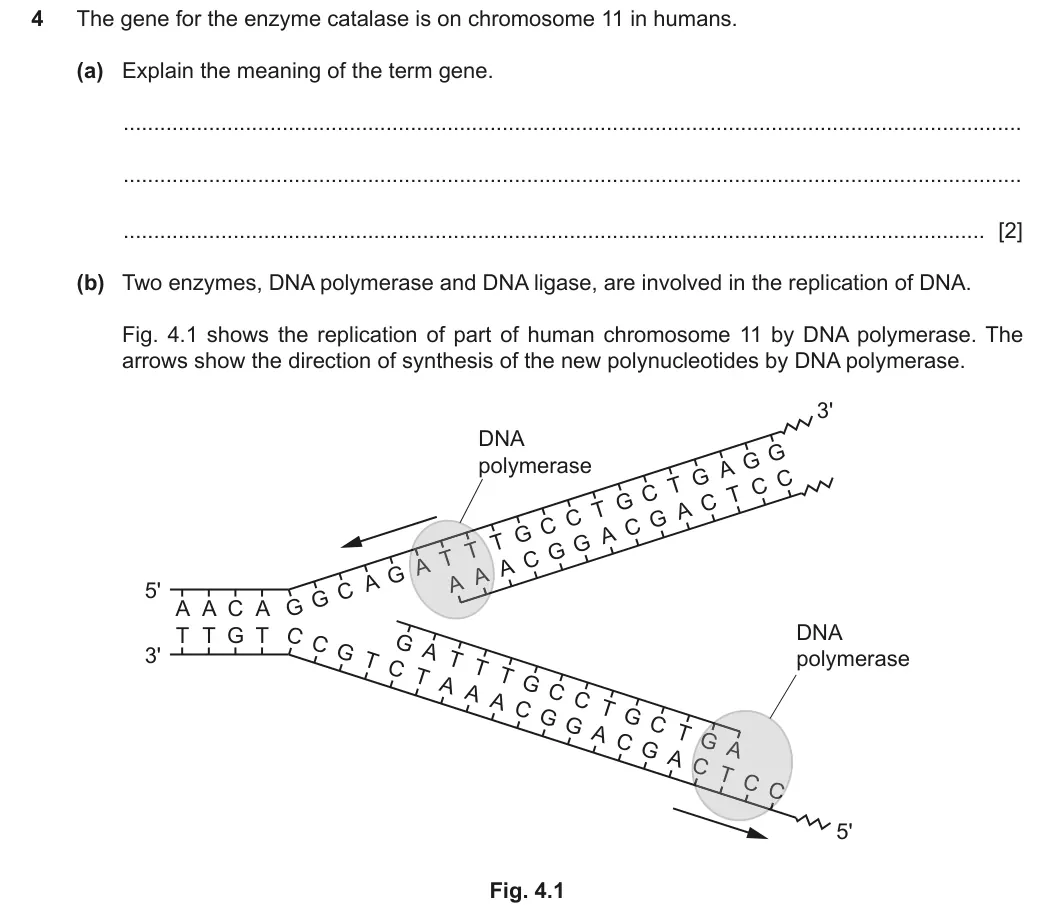 4 The gene for the enzyme catalase is on chromosome 11 in humans.
(a) Explain the meaning of the term gene.
..........................................................................................................................................
..........................................................................................................................................
.................................................................................................................................... [2]
(b) Two enzymes, DNA polymerase and DNA ligase, are involved in the replication of DNA.
Fig. 4.1 shows the replication of part of human chromosome 11 by DNA polymerase. The
arrows show the direction of synthesis of the new polynucleotides by DNA polymerase.
3'
DNA
polymerase
5'
A A C A G G C A G A T T T G C C T G C T G A G G
A A A C G G A C G A C T C C
T T G T C C G T C T A A A C G G A C G A C T C C
3'
G A T T T G C C T G C T G A
DNA
polymerase
5'
Fig. 4.1